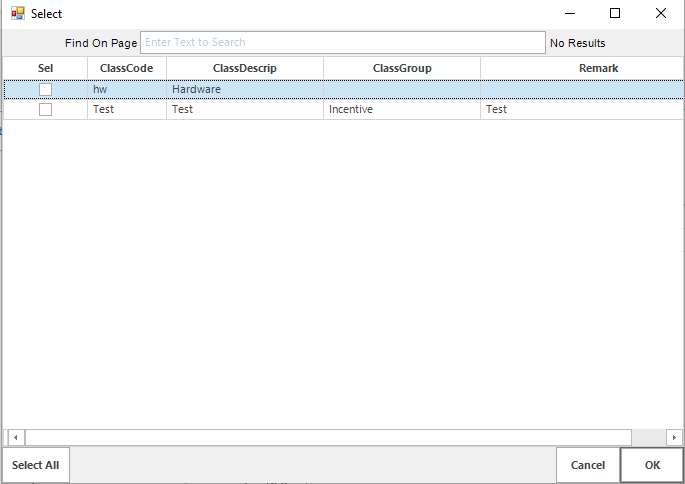 Select
Find On Page Enter Text to Search No Results
Sel ClassCode ClassDescrip ClassGroup Remark
hw Hardware
Test Test Incentive Test
Select All Cancel OK